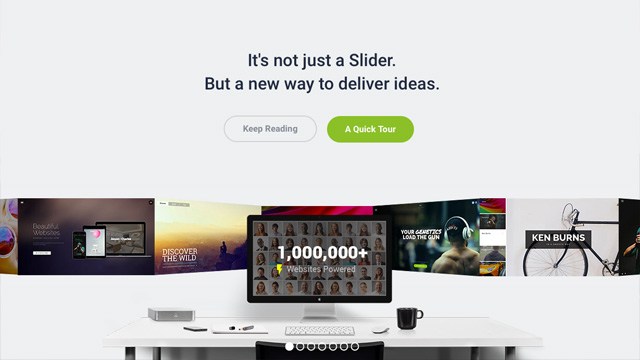 It's not just a Slider.
But a new way to deliver ideas.
Keep Reading
A Quick Tour
Beautiful
Websites
DISCOVER
THE WILD
1,000,000+
Websites Powered
YOUR GENETICS
LOAD THE GUN
KEN BURNS